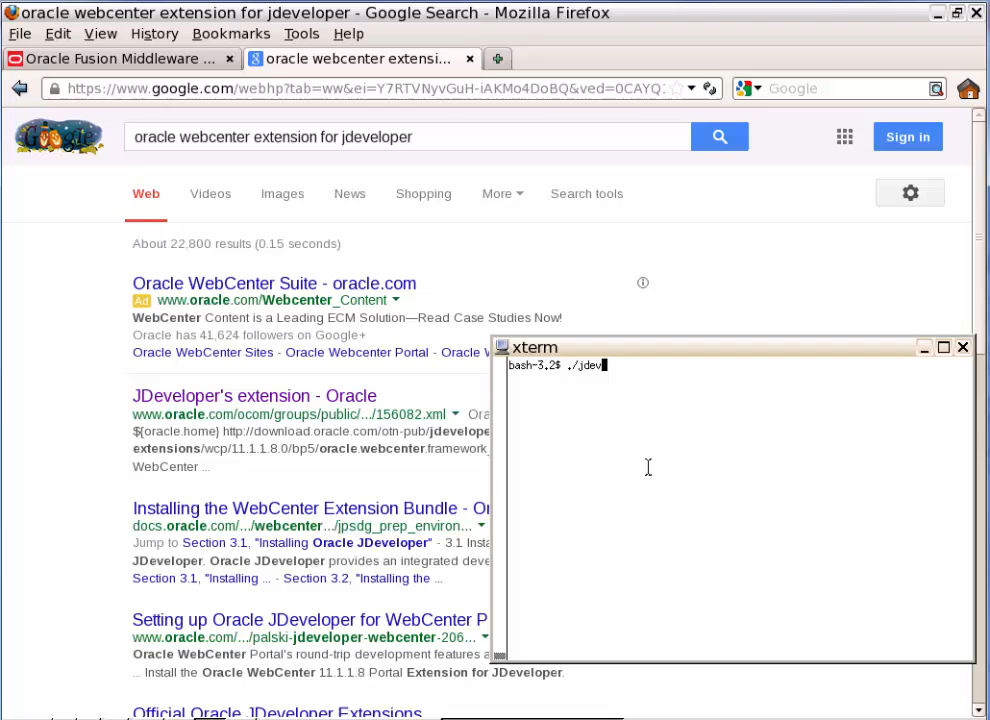 oracle webcenter extension for jdeveloper - Google Search - Mozilla Firefox
File Edit View History Bookmarks Tools Help
Oracle Fusion Middleware ... oracle webcenter extensi...
https://www.google.com/webhp?tab=ww&ei=Y7RTVNyvGuH-iAKMo4DoBQ&ved=0CAYQ: Google
Google oracle webcenter extension for jdeveloper Sign in
Web Videos Images News Shopping More Search tools
About 22,800 results (0.15 seconds)
Oracle WebCenter Suite - oracle.com
Ad www.oracle.com/Webcenter_Content
WebCenter Content is a Leading ECM Solution—Read Case Studies Now!
Oracle has 41,624 followers on Google+
Oracle WebCenter Sites - Oracle Webcenter Portal - Oracle
xterm
bash-3.2$ ./jdev
JDeveloper's extension - Oracle
www.oracle.com/ocom/groups/public/.../156082.xml
${oracle.home} http://download.oracle.com/otn-pub/jdevelope
extensions/wcp/11.1.1.8.0/bp5/oracle.webcenter.framework_
WebCenter ...
Installing the WebCenter Extension Bundle - Or
docs.oracle.com/.../webcenter.../jpsdg_prep_environ...
Jump to Section 3.1, "Installing Oracle JDeveloper" - 3.1 Insta
JDeveloper. Oracle JDeveloper provides an integrated deve
Section 3.1, "Installing ... - Section 3.2, "Installing the ...
Setting up Oracle JDeveloper for WebCenter P
www.oracle.com/.../palski-jdeveloper-webcenter-206...
Oracle WebCenter Portal's round-trip development features a
... Install the Oracle WebCenter 11.1.1.8 Portal Extension for JDeveloper.
Official Oracle JDeveloper Extensions